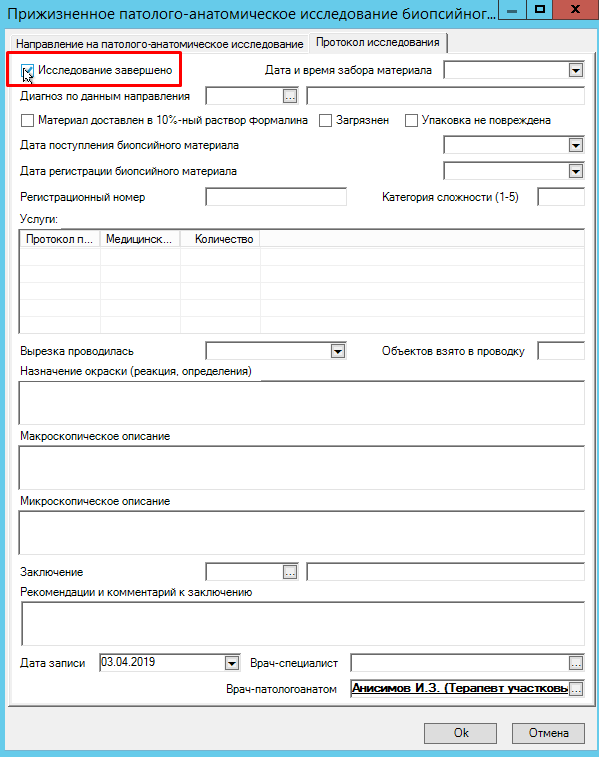 Прижизненное патолого-анатомическое исследование биопсийног...
Направление на патолого-анатомическое исследование Протокол исследования
Исследование завершено Дата и время забора материала
Диагноз по данным направления ...
Материал доставлен в 10%-ный раствор формалина Загрязнен Упаковка не повреждена
Дата поступления биопсийного материала
Дата регистрации биопсийного материала
Регистрационный номер Категория сложности (1-5)
Услуги:
Протокол п... Медицинск... Количество
Вырезка проводилась Объектов взято в проводку
Назначение окраски (реакция, определения)
Макроскопическое описание
Микроскопическое описание
Заключение ...
Рекомендации и комментарий к заключению
Дата записи 03.04.2019 Врач-специалист ...
Врач-патологоанатом Анисимов И.З. (Терапевт участковы ...
Ok Отмена